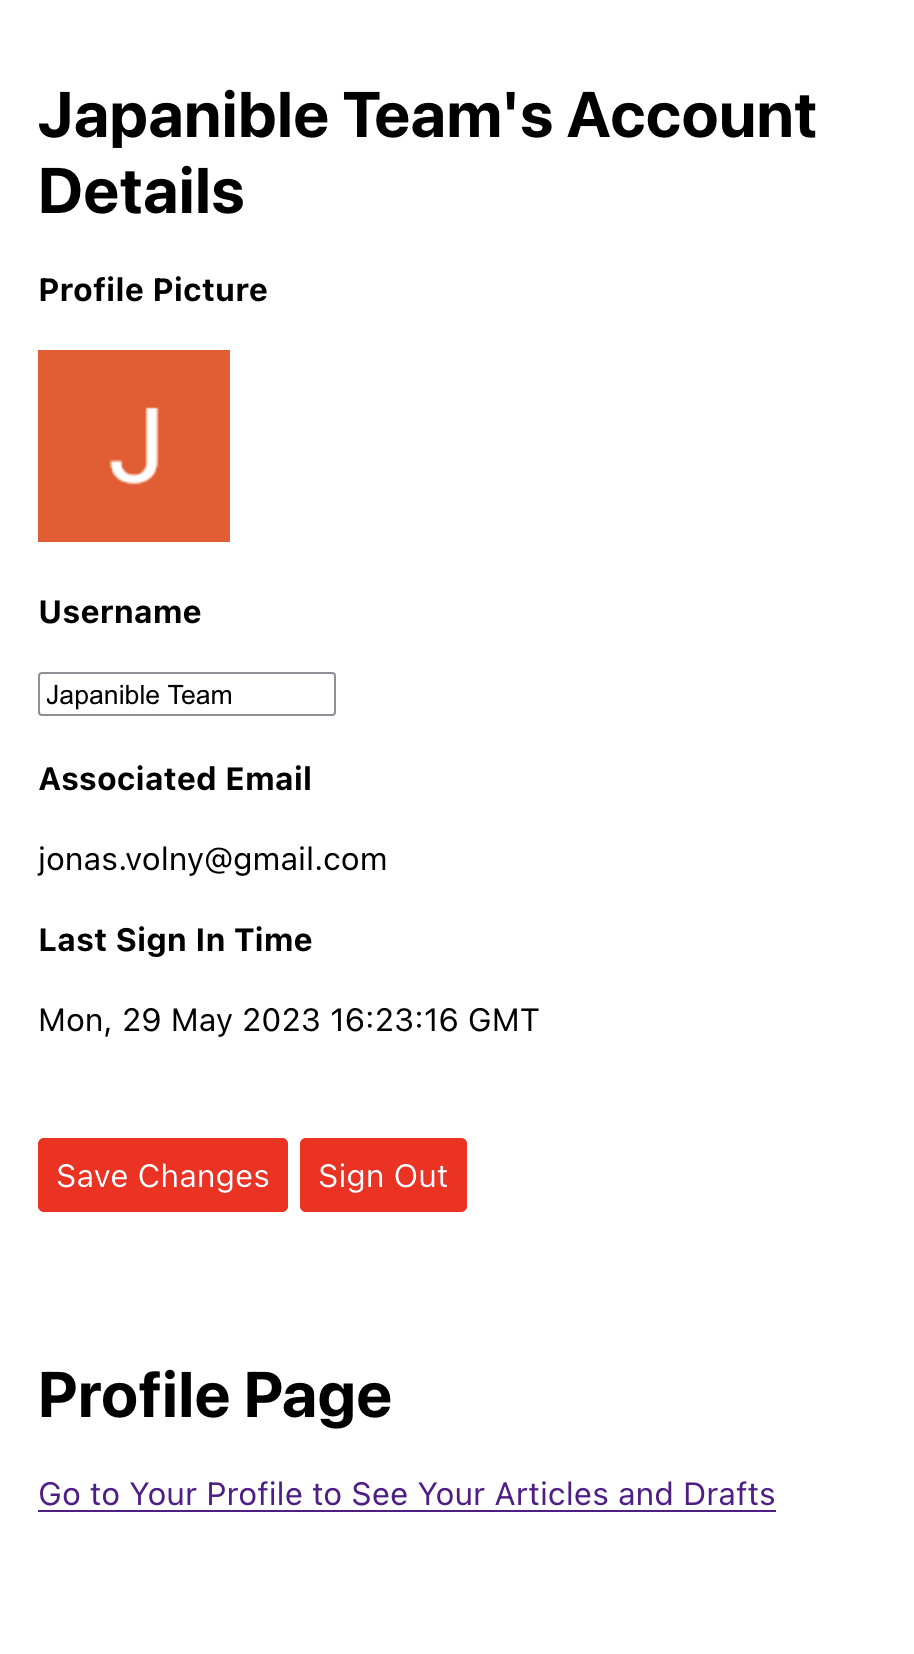 Japanible Team's Account
Details
Profile Picture
J
Username
Japanible Team
Associated Email
jonas.volny@gmail.com
Last Sign In Time
Mon, 29 May 2023 16:23:16 GMT
Save Changes Sign Out
Profile Page
Go to Your Profile to See Your Articles and Drafts